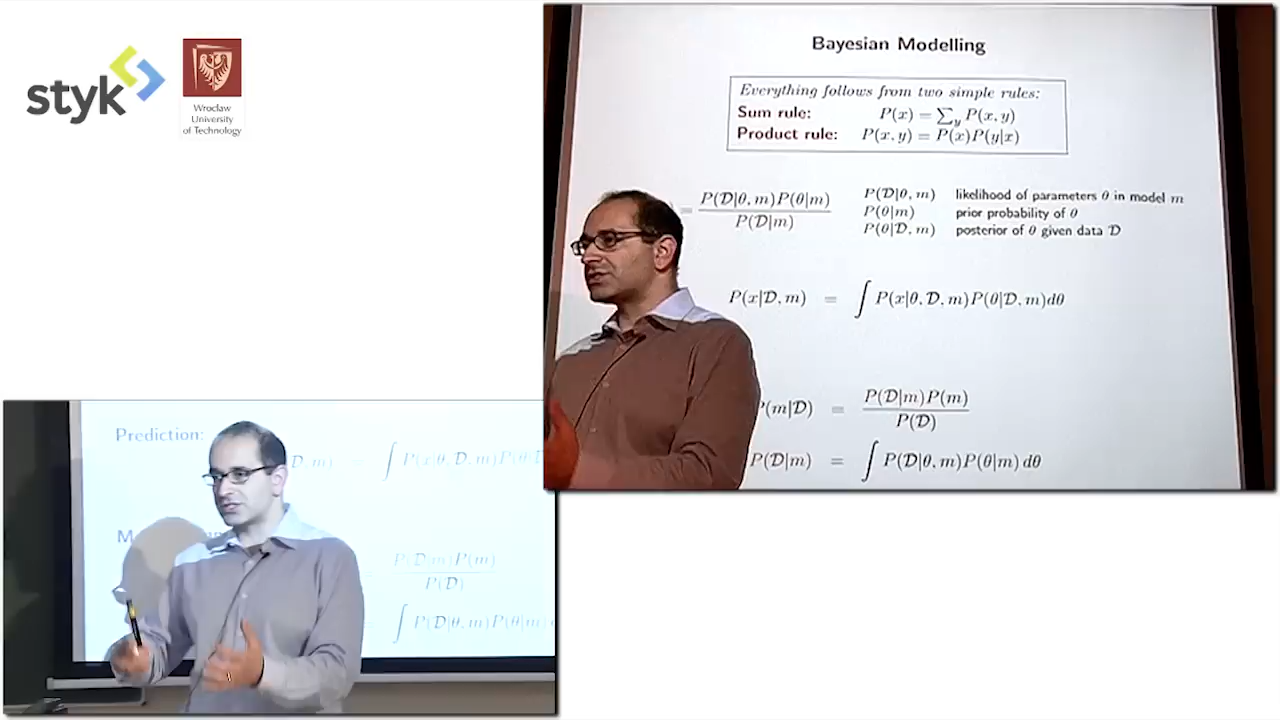 styk
Wrocław
University
of Technology
Bayesian Modelling
Everything follows from two simple rules:
Sum rule: P(x) = ∑_y P(x, y)
Product rule: P(x, y) = P(x)P(y|x)
= P(𝒟|θ, m)P(θ|m) / P(𝒟|m)
P(𝒟|θ, m) likelihood of parameters θ in model m
P(θ|m) prior probability of θ
P(θ|𝒟, m) posterior of θ given data 𝒟
P(x|𝒟, m) = ∫ P(x|θ, 𝒟, m)P(θ|𝒟, m)dθ
P(m|𝒟) = P(𝒟|m)P(m) / P(𝒟)
P(𝒟|m) = ∫ P(𝒟|θ, m)P(θ|m) dθ
Prediction:
𝒟, m) = ∫ P(x|θ, 𝒟, m)P(θ|𝒟
P(𝒟|m)P(m) / P(𝒟)
= ∫ P(𝒟|θ, m)P(θ|m)